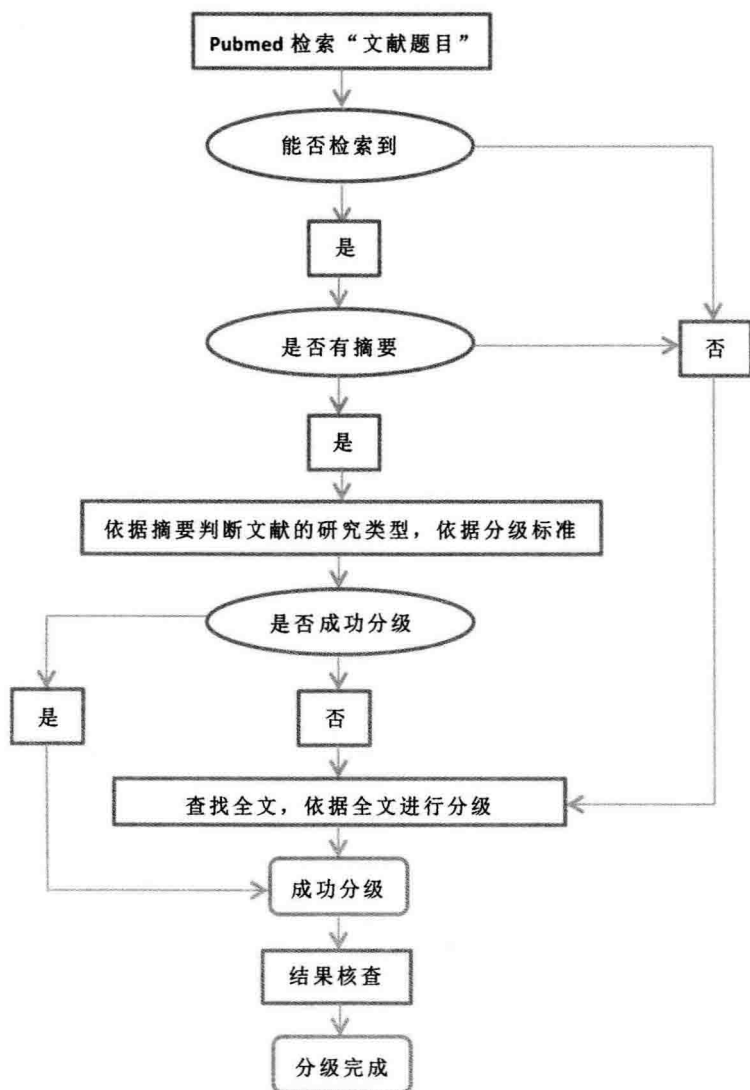 Pubmed 检索“文献题目”
能否检索到
是
是否有摘要
否
是
依据摘要判断文献的研究类型，依据分级标准
是否成功分级
是
否
查找全文，依据全文进行分级
成功分级
结果核查
分级完成